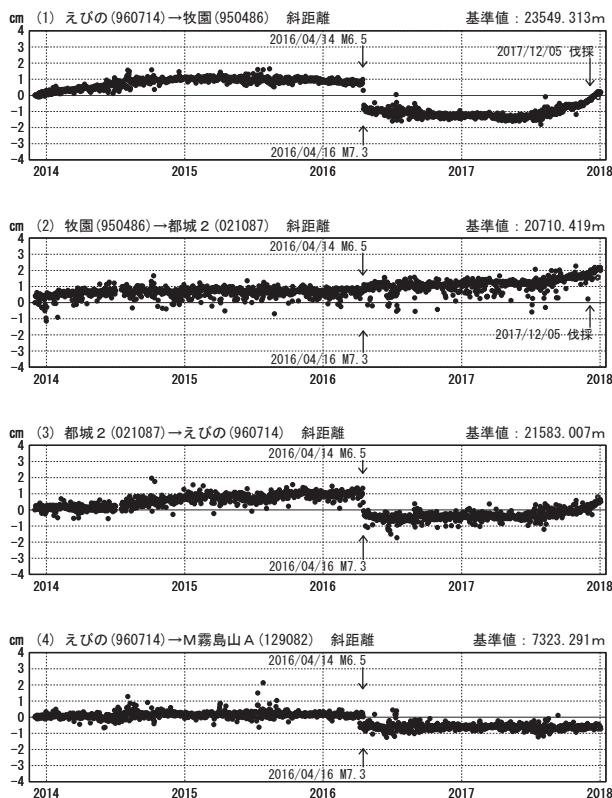 (1) えびの(960714)→牧園(950486) 斜距離 基準値：23549.313m
cm
4
3
2
1
0
-1
-2
-3
-4
2016/04/14 M6.5
2017/12/05 伐採
2016/04/16 M7.3
2014 2015 2016 2017 2018
(2) 牧園(950486)→都城２(021087) 斜距離 基準値：20710.419m
cm
4
3
2
1
0
-1
-2
-3
-4
2016/04/14 M6.5
2017/12/05 伐採
2016/04/16 M7.3
2014 2015 2016 2017 2018
(3) 都城２(021087)→えびの(960714) 斜距離 基準値：21583.007m
cm
4
3
2
1
0
-1
-2
-3
-4
2016/04/14 M6.5
2016/04/16 M7.3
2014 2015 2016 2017 2018
(4) えびの(960714)→Ｍ霧島山Ａ(129082) 斜距離 基準値：7323.291m
cm
4
3
2
1
0
-1
-2
-3
-4
2016/04/14 M6.5
2016/04/16 M7.3
2014 2015 2016 2017 2018